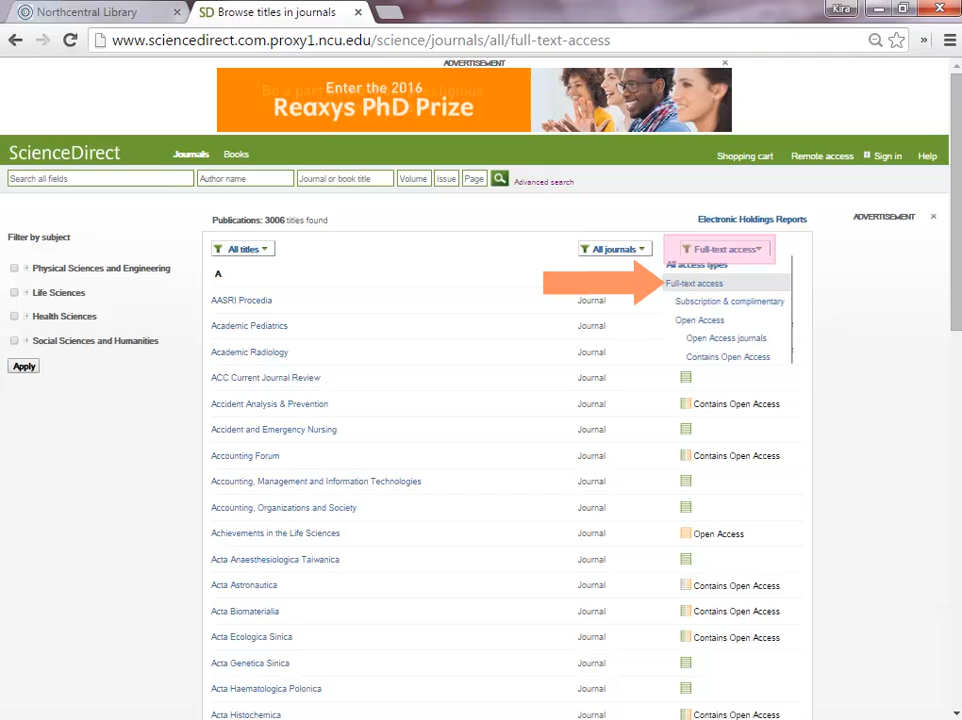 Northcentral Library
SD Browse titles in journals
Kira
www.sciencedirect.com.proxy1.ncu.edu/science/journals/all/full-text-access
ADVERTISEMENT
Enter the 2016
Reaxys PhD Prize
ScienceDirect
Journals
Books
Shopping cart
Remote access
Sign in
Help
Search all fields
Author name
Journal or book title
Volume
Issue
Page
Advanced search
Publications: 3006 titles found
Electronic Holdings Reports
ADVERTISEMENT
Filter by subject
Physical Sciences and Engineering
Life Sciences
Health Sciences
Social Sciences and Humanities
Apply
All titles
All journals
Full-text access
All access types
Full-text access
Subscription & complimentary
Open Access
Open Access journals
Contains Open Access
A
AASRI Procedia Journal
Academic Pediatrics Journal
Academic Radiology Journal
ACC Current Journal Review Journal
Accident Analysis & Prevention Journal Contains Open Access
Accident and Emergency Nursing Journal
Accounting Forum Journal Contains Open Access
Accounting, Management and Information Technologies Journal
Accounting, Organizations and Society Journal
Achievements in the Life Sciences Journal Open Access
Acta Anaesthesiologica Taiwanica Journal
Acta Astronautica Journal Contains Open Access
Acta Biomaterialia Journal Contains Open Access
Acta Ecologica Sinica Journal Contains Open Access
Acta Genetica Sinica Journal
Acta Haematologica Polonica Journal
Acta Histochemica Journal Contains Open Access